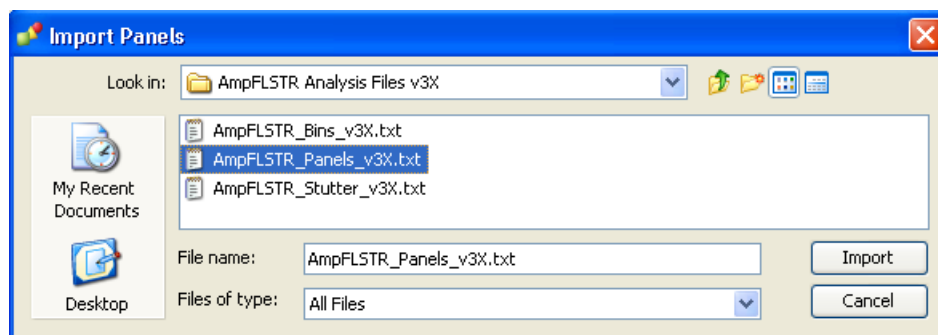 Import Panels
Look in:
AmpFLSTR Analysis Files v3X
AmpFLSTR_Bins_v3X.txt
AmpFLSTR_Panels_v3X.txt
AmpFLSTR_Stutter_v3X.txt
My Recent
Documents
Desktop
File name:
AmpFLSTR_Panels_v3X.txt
Import
Files of type:
All Files
Cancel